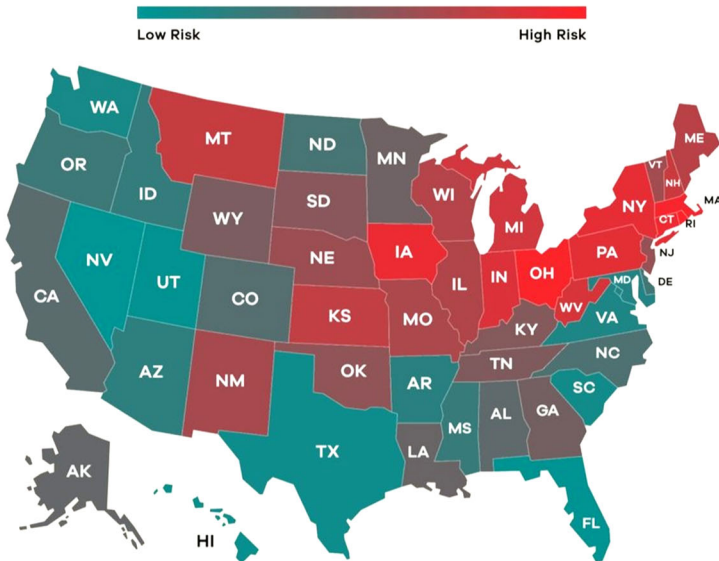 Low Risk High Risk
WA
MT
ND
MN
ME
VT
OR
ID
SD
WI
NH
MA
WY
MI
NY
CT
RI
NV
UT
NE
IA
PA
NJ
CA
CO
IL
IN
OH
MD
DE
KS
MO
WV
VA
KY
AZ
NM
OK
AR
TN
NC
SC
MS
AL
GA
TX
LA
AK
FL
HI